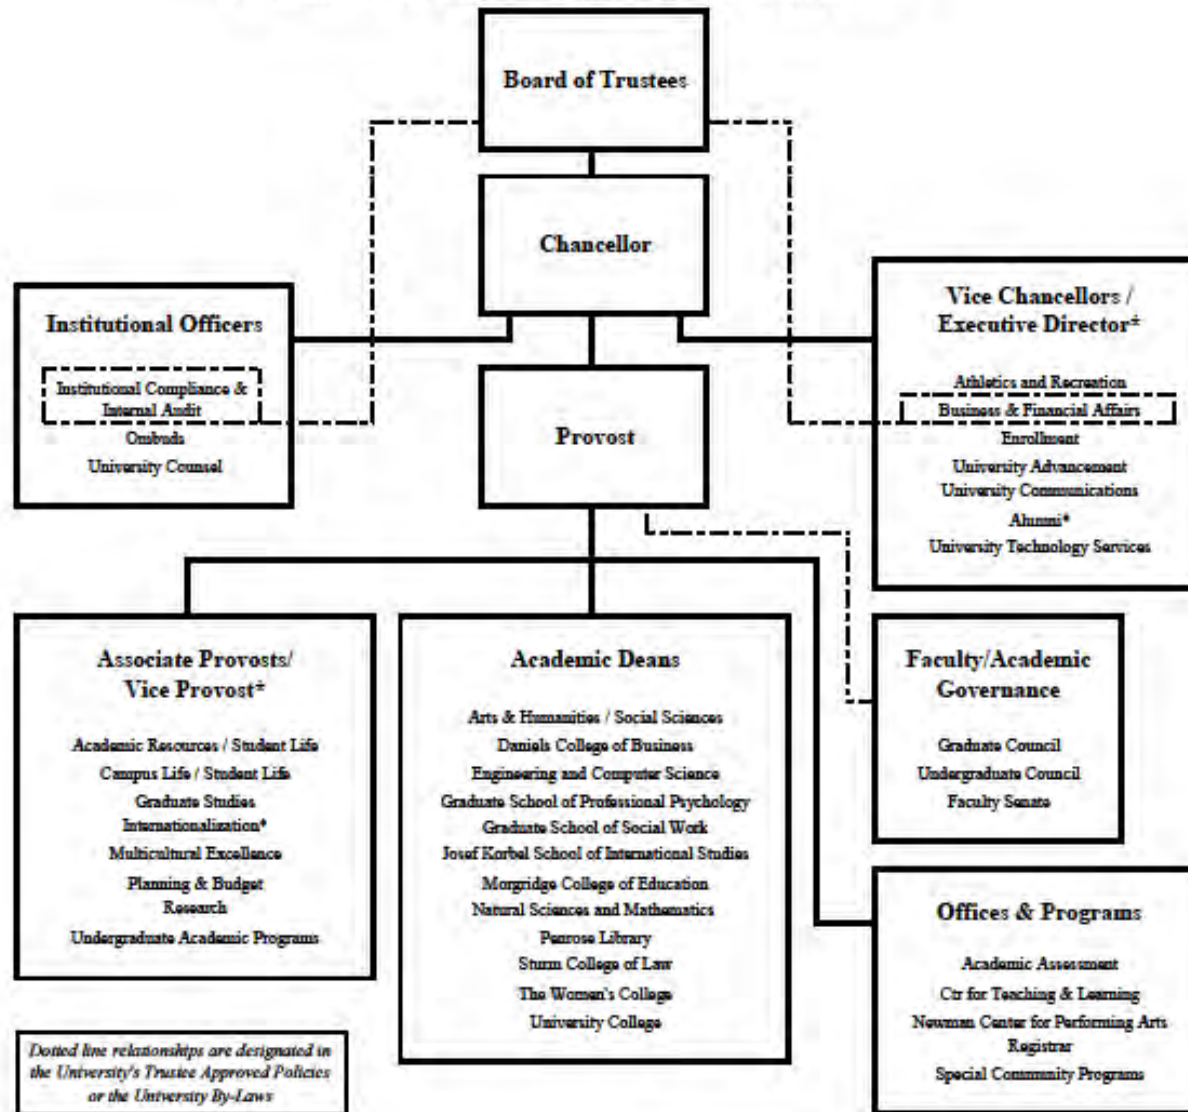 Board of Trustees
Chancellor
Institutional Officers
Institutional Compliance &
Internal Audit
Ombuds
University Counsel
Provost
Vice Chancellors /
Executive Director*
Athletics and Recreation
Business & Financial Affairs
Enrollment
University Advancement
University Communications
Alumni*
University Technology Services
Associate Provosts/
Vice Provost*
Academic Resources / Student Life
Campus Life / Student Life
Graduate Studies
Internationalization*
Multicultural Excellence
Planning & Budget
Research
Undergraduate Academic Programs
Academic Deans
Arts & Humanities / Social Sciences
Daniels College of Business
Engineering and Computer Science
Graduate School of Professional Psychology
Graduate School of Social Work
Josef Korbel School of International Studies
Morgridge College of Education
Natural Sciences and Mathematics
Penrose Library
Sturm College of Law
The Women's College
University College
Faculty/Academic
Governance
Graduate Council
Undergraduate Council
Faculty Senate
Offices & Programs
Academic Assessment
Ctr for Teaching & Learning
Newman Center for Performing Arts
Registrar
Special Community Programs
Dotted line relationships are designated in
the University's Trustee Approved Policies
or the University By-Laws